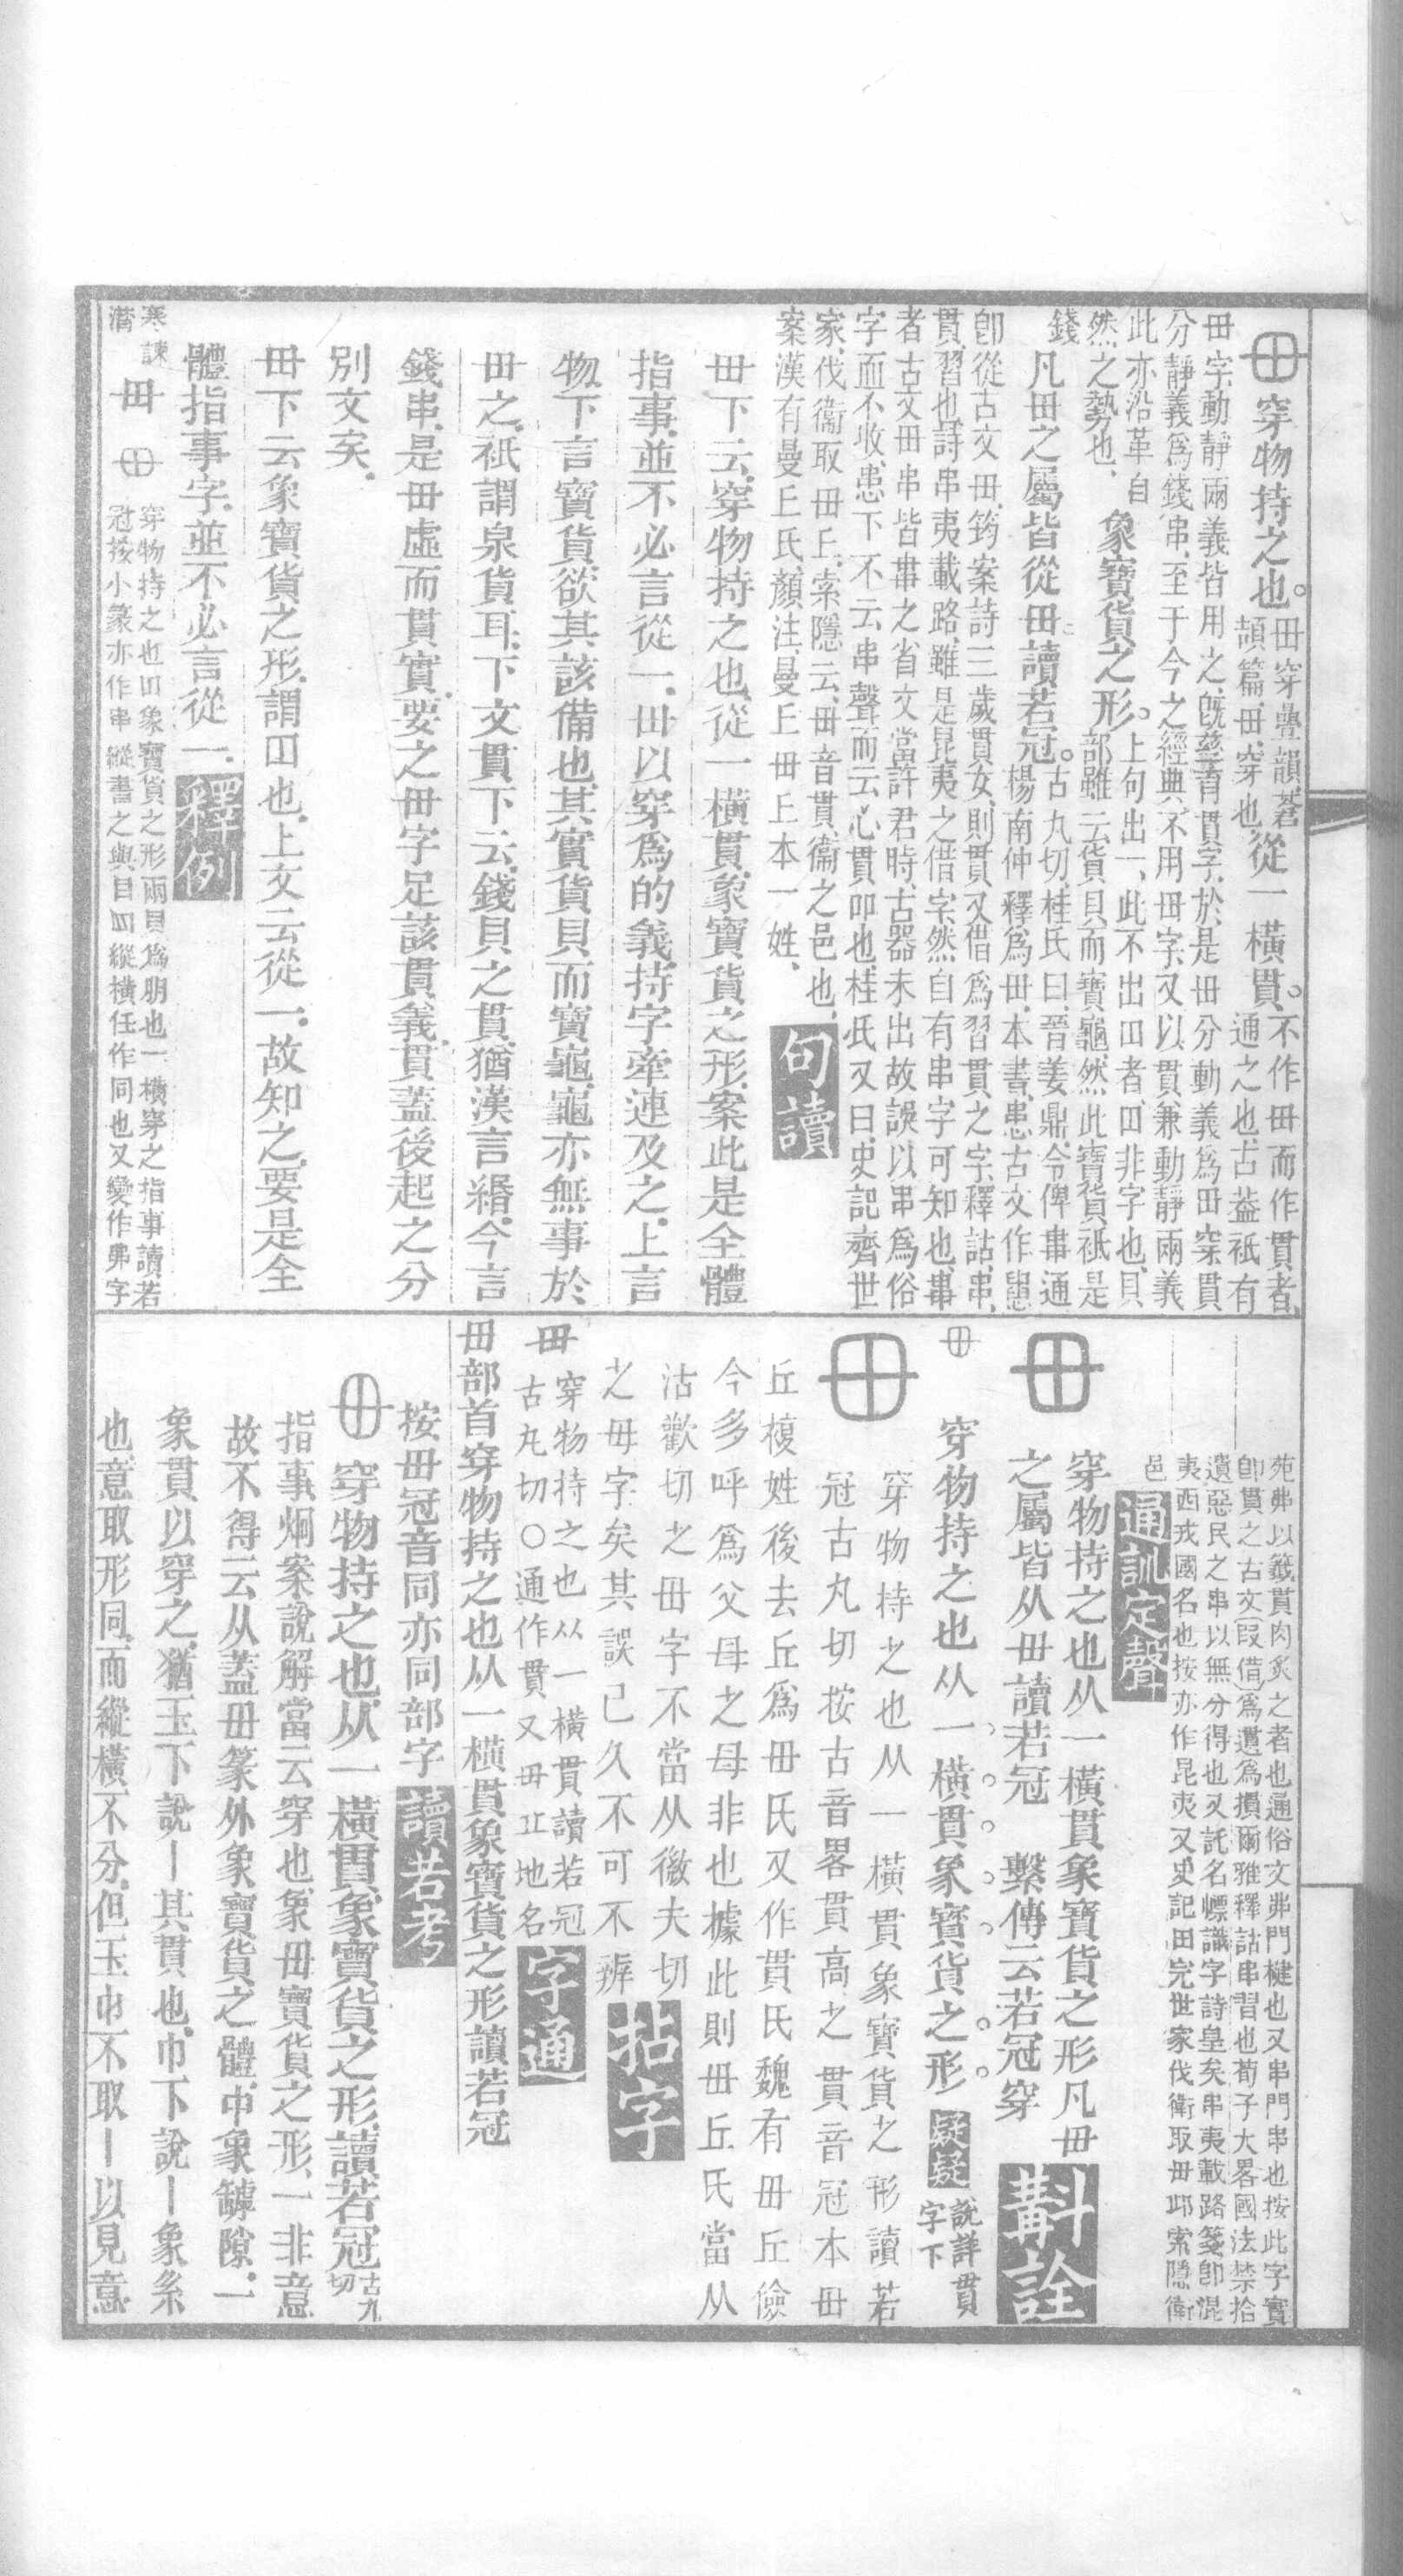 毌穿物持之也。毌穿疊韻、蒼
頡篇、毌、穿也、從一橫貫。不作毌而作貫者、
通之也、古蓋衹有
毌字、動靜兩義皆用之、旣孳育貫字、於是毌分動義爲毌穿、貫
分靜義爲錢串、至于今之經典、不用毌字、又以貫兼動靜兩義
此亦沿革自
然之勢也、象寶貨之形。上句出一、此不出囗者、囗非字也、貝
部雖云貨貝而寶龜、然此寶貨、衹是
錢
凡毌之屬皆從毌讀若冠。古丸切、桂氏曰、晉姜鼎、令俾𠦪通
楊南仲釋爲毌、本書、患古文作悹
卽從古文毌、筠案詩三歲貫女、則貫又借爲習貫之字、釋詁、串、
貫、習也、詩串夷載路、雖是昆夷之借字、然自有串字可知也、𠦪
者古文毌、串皆𠦪之省文、當許君時、古器未出、故誤以串爲俗
字而不收、患下不云串聲而云心貫吅也、桂氏又曰、史記齊世
家、伐衞取毌丘、索隱云、毌音貫、衞之邑也、
案漢有曼丘氏、顏注、曼丘毌丘本一姓、句讀
毌下云、穿物持之也、從一橫貫、象寶貨之形、案此是全體
指事、並不必言從一、毌以穿爲的義、持字牽連及之、上言
物、下言寶貨、欲其該備也、其實貨貝而寶龜、龜亦無事於
毌之、衹謂泉貨耳、下文貫下云、錢貝之貫、猶漢言緡、今言
錢串、是毌虛而貫實、要之毌字足該貫義、貫蓋後起之分
別文矣、
毌下云象寶貨之形、謂囗也、上文云從一、故知之、要是全
體指事字、並不必言從一、釋例
寒諫
潸毌毌穿物持之也囗象寶貨之形兩貝爲朋也一橫穿之指事讀若
冠按小篆亦作串縱書之與目囗縱橫任作同也又變作弗字
苑弗以籤貫肉炙之者也通俗文弗門楗也又串門串也按此字實
卽貫之古文(叚借)爲遺爲損爾雅釋詁串習也荀子大畧國法禁拾
遺惡民之串以無分得也又託名幖識字詩皇矣串夷載路箋卽混
夷西戎國名也按亦作昆夷又史記田完世家伐衛取毌邱索隱衛
邑通訓定聲
毌穿物持之也从一橫貫象寶貨之形凡毌
之屬皆从毌讀若冠 繫傳云若冠穿斠詮
毌穿物持之也从一橫貫象寶貨之形疑疑說詳貫
字下
毌穿物持之也从一橫貫象寶貨之形讀若
冠古丸切按古音畧貫高之貫音冠本毌
丘複姓後去丘爲毌氏又作貫氏魏有毌丘儉
今多呼爲父母之母非也據此則毌丘氏當从
沽歡切之毌字不當从徽夫切
之毋字矣其誤已久不可不辨拈字
毌穿物持之也从一橫貫讀若冠
古丸切○通作貫又毌丘地名字通
毌部首穿物持之也从一橫貫象寶貨之形讀若冠
按毌冠音同亦同部字讀若考
毌穿物持之也、从一橫貫、象寶貨之形、讀若冠古丸
切
指事、烱案說解當云穿也、象毌寶貨之形、一非意
故不得云从、蓋毌篆外象寶貨之體、中象罅隙、一
象貫以穿之、猶玉下說丨其貫也、巾下說丨象糸
也、意取形同、而縱橫不分、但玉巾不取丨以見意